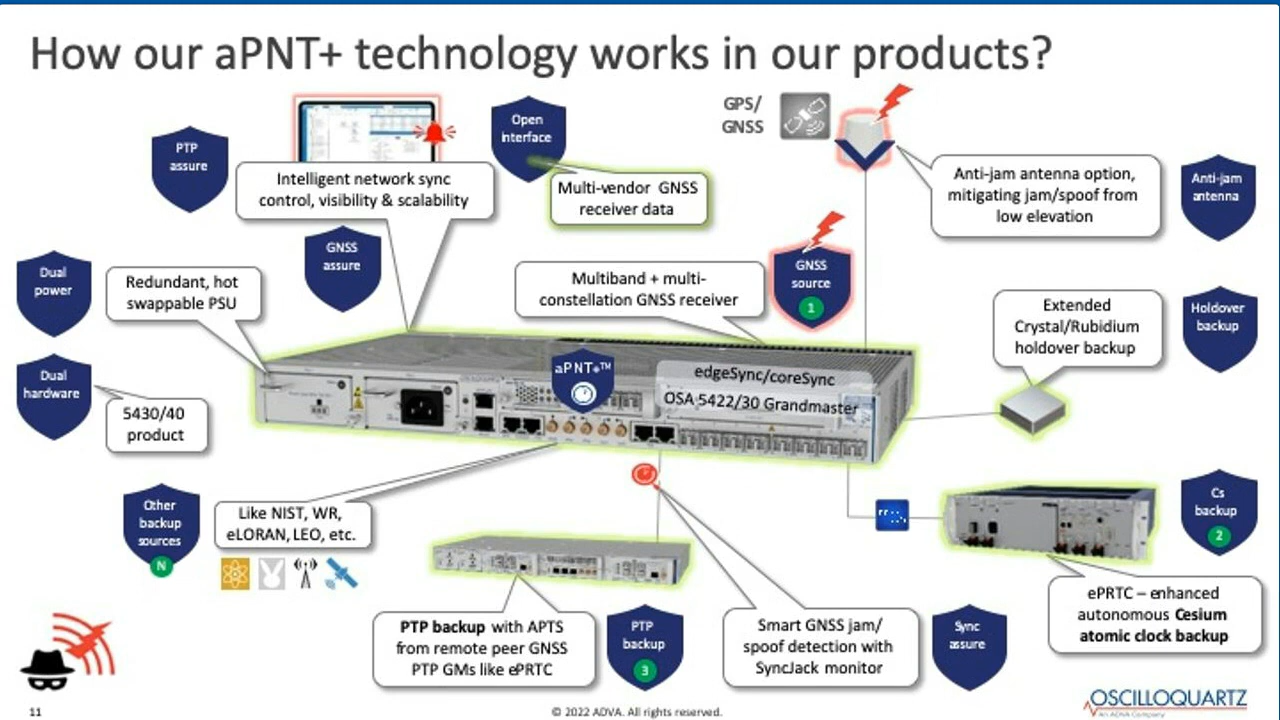 How our aPNT+ technology works in our products?
PTP
assure
Intelligent network sync
control, visibility & scalability
Open
interface
Multi-vendor GNSS
receiver data
GPS/
GNSS
Anti-jam antenna option,
mitigating jam/spoof from
low elevation
Anti-jam
antenna
Dual
power
Redundant, hot
swappable PSU
GNSS
assure
Multiband + multi-
constellation GNSS receiver
GNSS
source
1
Extended
Crystal/Rubidium
holdover backup
Holdover
backup
Dual
hardware
5430/40
product
aPNT+™
edgeSync/coreSync
OSA 5422/30 Grandmaster
Other
backup
sources
N
Like NIST, WR,
eLORAN, LEO, etc.
Cs
backup
2
ePRTC – enhanced
autonomous Cesium
atomic clock backup
PTP backup with APTS
from remote peer GNSS
PTP GMs like ePRTC
PTP
backup
3
Smart GNSS jam/
spoof detection with
SyncJack monitor
Sync
assure
11
© 2022 ADVA. All rights reserved.
OSCILLOQUARTZ
An ADVA Company